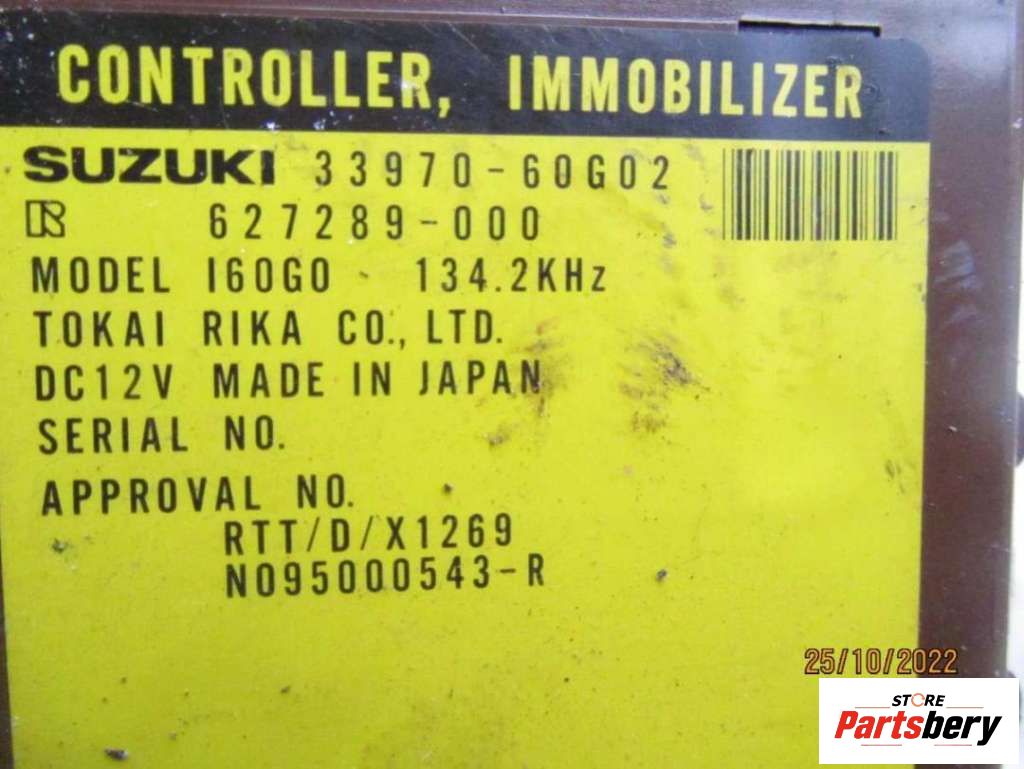 CONTROLLER, IMMOBILIZER
SUZUKI 33970-60G02
R 627289-000
MODEL I60G0 134.2KHz
TOKAI RIKA CO., LTD.
DC12V MADE IN JAPAN
SERIAL NO.
APPROVAL NO.
RTT/D/X1269
N095000543-R
25/10/2022
STORE
Partsbery